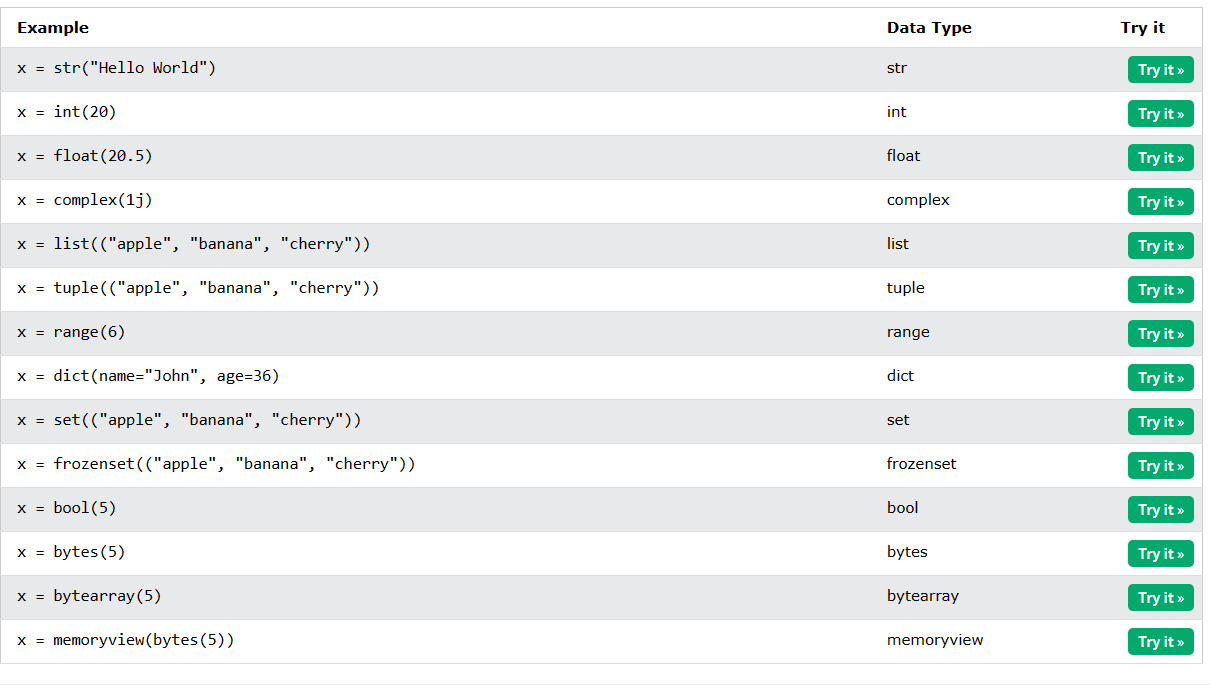 Example Data Type Try it
x = str("Hello World") str Try it »
x = int(20) int Try it »
x = float(20.5) float Try it »
x = complex(1j) complex Try it »
x = list(("apple", "banana", "cherry")) list Try it »
x = tuple(("apple", "banana", "cherry")) tuple Try it »
x = range(6) range Try it »
x = dict(name="John", age=36) dict Try it »
x = set(("apple", "banana", "cherry")) set Try it »
x = frozenset(("apple", "banana", "cherry")) frozenset Try it »
x = bool(5) bool Try it »
x = bytes(5) bytes Try it »
x = bytearray(5) bytearray Try it »
x = memoryview(bytes(5)) memoryview Try it »